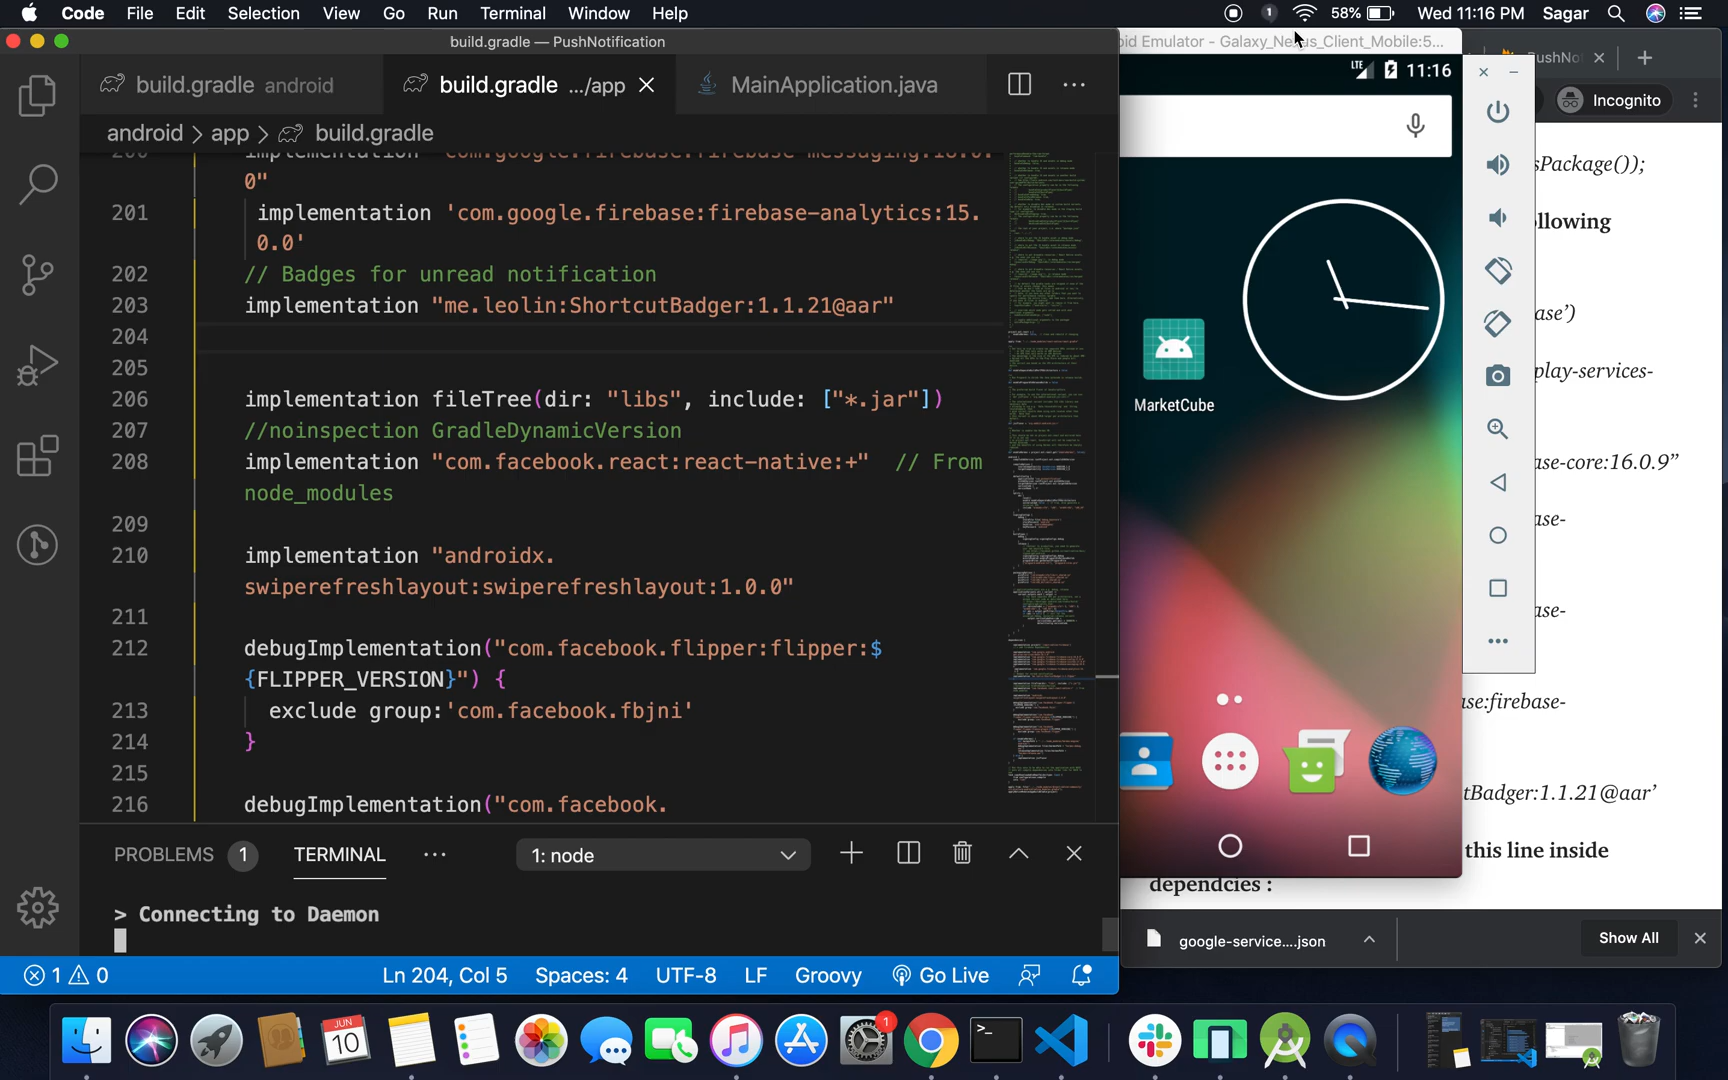 Code File Edit Selection View Go Run Terminal Window Help
1 58% Wed 11:16 PM Sagar
build.gradle — PushNotification
oid Emulator - Galaxy_Nexus_Client_Mobile:5...
build.gradle android
build.gradle .../app
MainApplication.java
android > app > build.gradle
0"
201 implementation 'com.google.firebase:firebase-analytics:15.
0.0'
202 // Badges for unread notification
203 implementation "me.leolin:ShortcutBadger:1.1.21@aar"
204
205
206 implementation fileTree(dir: "libs", include: ["*.jar"])
207 //noinspection GradleDynamicVersion
208 implementation "com.facebook.react:react-native:+" // From
node_modules
209
210 implementation "androidx.
swiperefreshlayout:swiperefreshlayout:1.0.0"
211
212 debugImplementation("com.facebook.flipper:flipper:$
{FLIPPER_VERSION}") {
213 exclude group:'com.facebook.fbjni'
214 }
215
216 debugImplementation("com.facebook.
PROBLEMS 1 TERMINAL ... 1: node
> Connecting to Daemon
1 0 Ln 204, Col 5 Spaces: 4 UTF-8 LF Groovy Go Live
LTE 11:16
MarketCube
ushNo
Incognito
sPackage());
llowing
ase’)
play-services-
ase-core:16.0.9”
ase-
ase-
ase:firebase-
tBadger:1.1.21@aar’
this line inside
dependcies :
google-service....json
Show All
JUN
10
1